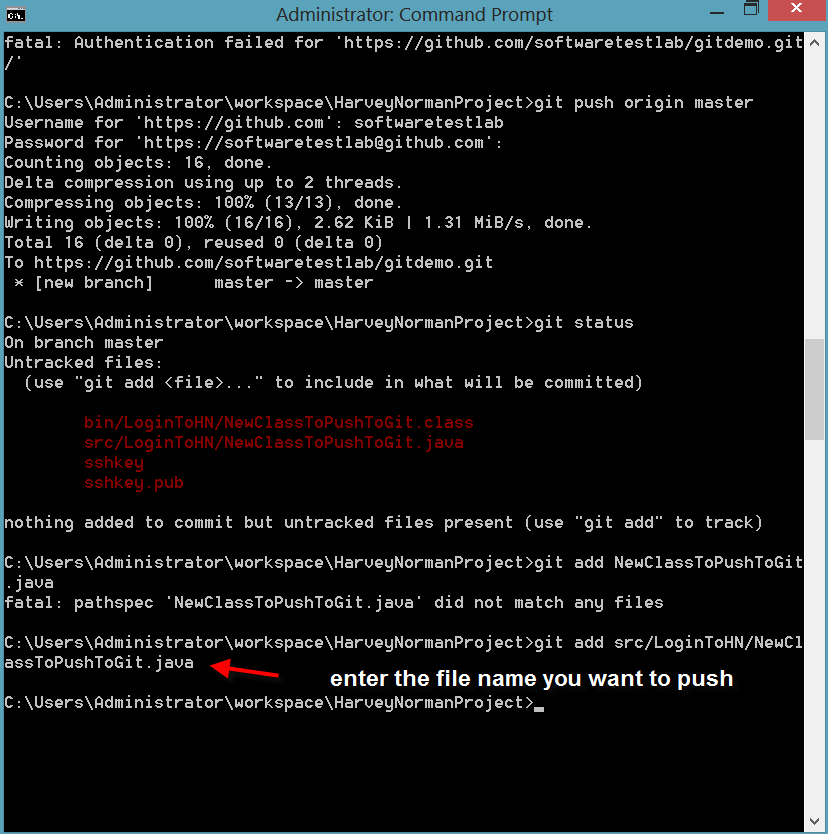 Administrator: Command Prompt
fatal: Authentication failed for 'https://github.com/softwaretestlab/gitdemo.git
/'
C:\Users\Administrator\workspace\HarveyNormanProject>git push origin master
Username for 'https://github.com': softwaretestlab
Password for 'https://softwaretestlab@github.com':
Counting objects: 16, done.
Delta compression using up to 2 threads.
Compressing objects: 100% (13/13), done.
Writing objects: 100% (16/16), 2.62 KiB | 1.31 MiB/s, done.
Total 16 (delta 0), reused 0 (delta 0)
To https://github.com/softwaretestlab/gitdemo.git
 * [new branch]      master -> master
C:\Users\Administrator\workspace\HarveyNormanProject>git status
On branch master
Untracked files:
  (use "git add <file>..." to include in what will be committed)
        bin/LoginToHN/NewClassToPushToGit.class
        src/LoginToHN/NewClassToPushToGit.java
        sshkey
        sshkey.pub
nothing added to commit but untracked files present (use "git add" to track)
C:\Users\Administrator\workspace\HarveyNormanProject>git add NewClassToPushToGit
.java
fatal: pathspec 'NewClassToPushToGit.java' did not match any files
C:\Users\Administrator\workspace\HarveyNormanProject>git add src/LoginToHN/NewCl
assToPushToGit.java
enter the file name you want to push
C:\Users\Administrator\workspace\HarveyNormanProject>_